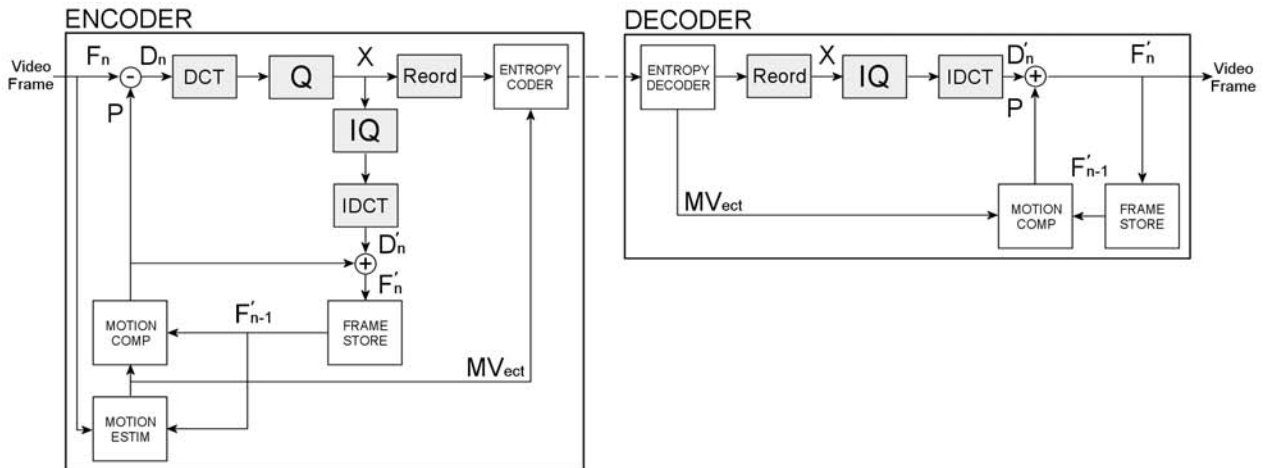 ENCODER
Video
Frame
Fn
Dn
DCT
Q
X
Reord
ENTROPY
CODER
P
IQ
IDCT
D'n
F'n
MOTION
COMP
F'n-1
FRAME
STORE
MVect
MOTION
ESTIM
DECODER
ENTROPY
DECODER
Reord
X
IQ
IDCT
D'n
F'n
Video
Frame
P
F'n-1
MVect
MOTION
COMP
FRAME
STORE